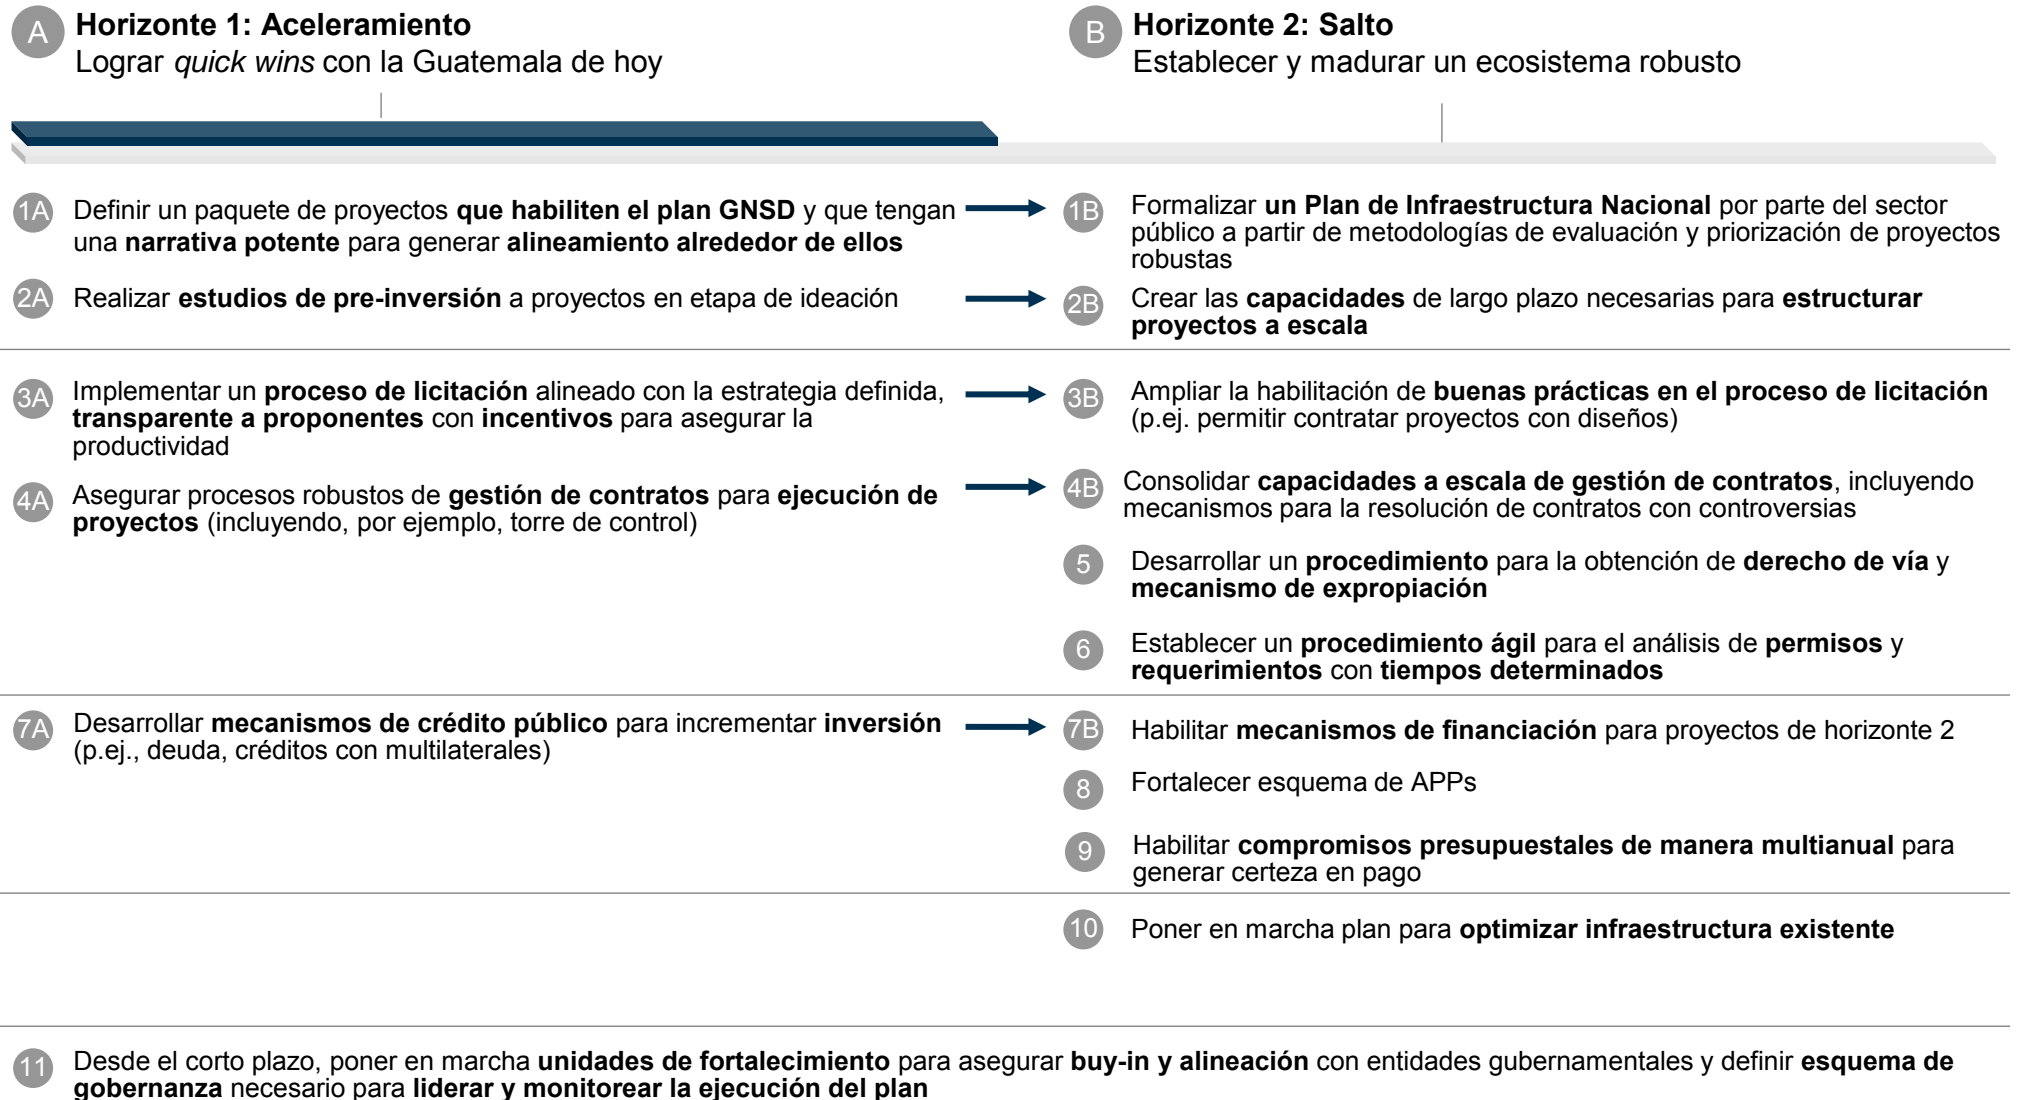 A
Horizonte 1: Aceleramiento
Lograr quick wins con la Guatemala de hoy
B
Horizonte 2: Salto
Establecer y madurar un ecosistema robusto
1A
Definir un paquete de proyectos que habiliten el plan GNSD y que tengan
una narrativa potente para generar alineamiento alrededor de ellos
1B
Formalizar un Plan de Infraestructura Nacional por parte del sector
público a partir de metodologías de evaluación y priorización de proyectos
robustas
2A
Realizar estudios de pre-inversión a proyectos en etapa de ideación
2B
Crear las capacidades de largo plazo necesarias para estructurar
proyectos a escala
3A
Implementar un proceso de licitación alineado con la estrategia definida,
transparente a proponentes con incentivos para asegurar la
productividad
3B
Ampliar la habilitación de buenas prácticas en el proceso de licitación
(p.ej. permitir contratar proyectos con diseños)
4A
Asegurar procesos robustos de gestión de contratos para ejecución de
proyectos (incluyendo, por ejemplo, torre de control)
4B
Consolidar capacidades a escala de gestión de contratos, incluyendo
mecanismos para la resolución de contratos con controversias
5
Desarrollar un procedimiento para la obtención de derecho de vía y
mecanismo de expropiación
6
Establecer un procedimiento ágil para el análisis de permisos y
requerimientos con tiempos determinados
7A
Desarrollar mecanismos de crédito público para incrementar inversión
(p.ej., deuda, créditos con multilaterales)
7B
Habilitar mecanismos de financiación para proyectos de horizonte 2
8
Fortalecer esquema de APPs
9
Habilitar compromisos presupuestales de manera multianual para
generar certeza en pago
10
Poner en marcha plan para optimizar infraestructura existente
11
Desde el corto plazo, poner en marcha unidades de fortalecimiento para asegurar buy-in y alineación con entidades gubernamentales y definir esquema de
gobernanza necesario para liderar y monitorear la ejecución del plan